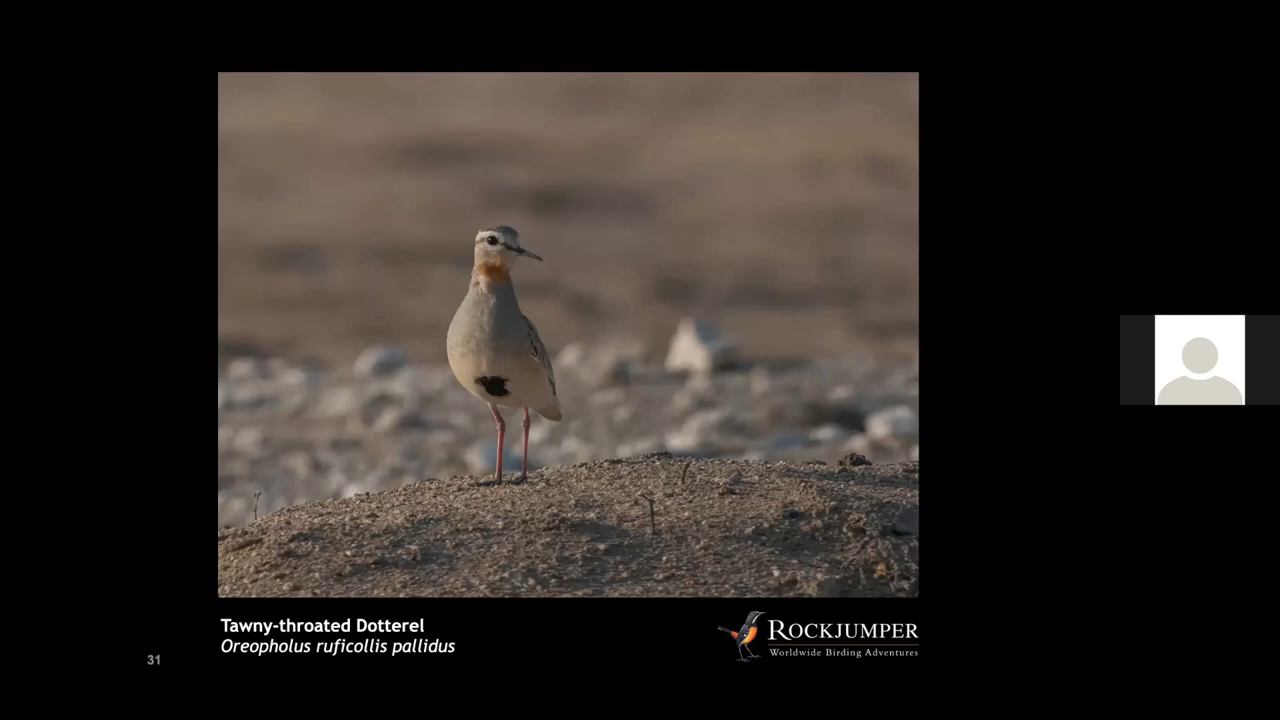 Tawny-throated Dotterel
Oreopholus ruficollis pallidus
ROCKJUMPER
Worldwide Birding Adventures
31